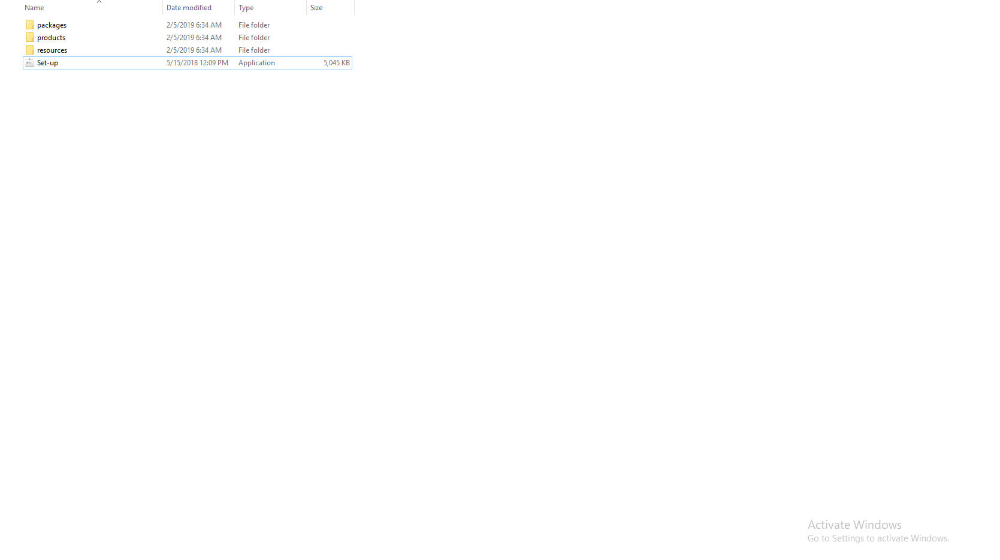 Name Date modified Type Size
packages 2/5/2019 6:34 AM File folder
products 2/5/2019 6:34 AM File folder
resources 2/5/2019 6:34 AM File folder
Set-up 5/15/2018 12:09 PM Application 5,045 KB
Activate Windows
Go to Settings to activate Windows.